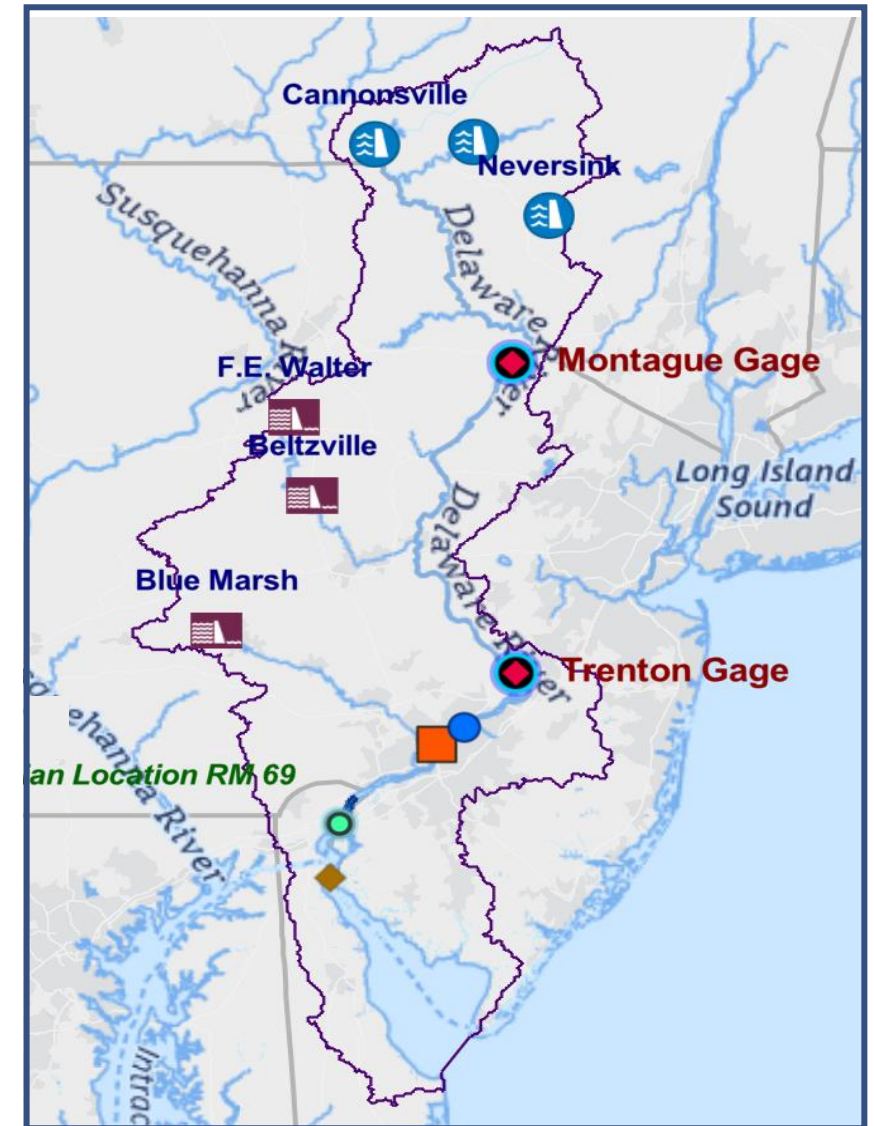 Cannonsville
Neversink
Susquehanna River
Delaware River
F.E. Walter
Montague Gage
Beltzville
Long Island
Sound
Delaware River
Blue Marsh
Trenton Gage
ehanna River
ian Location RM 69
Intrac